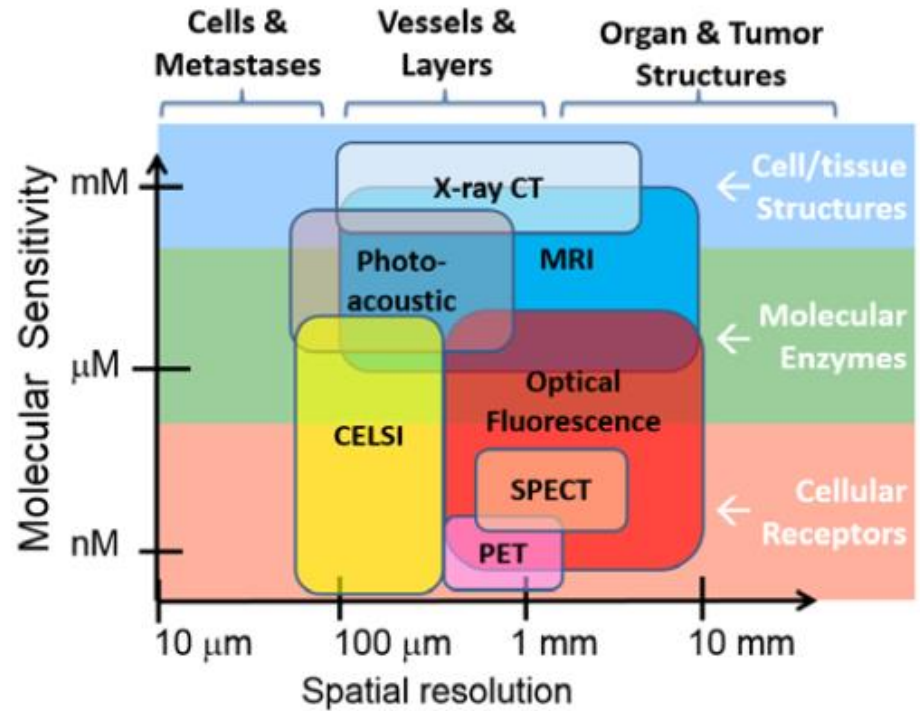 Cells &
Metastases
Vessels &
Layers
Organ & Tumor
Structures
Molecular Sensitivity
mM
μM
nM
X-ray CT
MRI
Photo-
acoustic
Optical
Fluorescence
CELSI
SPECT
PET
Cell/tissue
Structures
Molecular
Enzymes
Cellular
Receptors
10 μm
100 μm
1 mm
10 mm
Spatial resolution